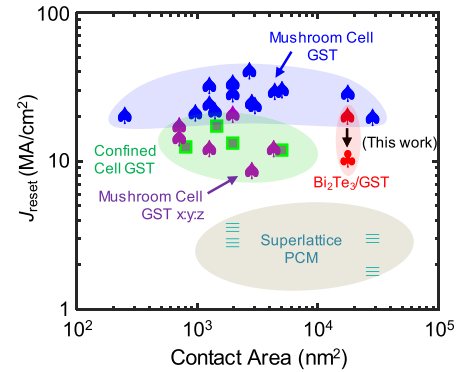 100
Mushroom Cell
GST
(This work)
Confined
Cell GST
10
Bi₂Te₃/GST
Mushroom Cell
GST x:y:z
Superlattice
PCM
1
10² 10³ 10⁴ 10⁵
Contact Area (nm²)
Jreset (MA/cm²)